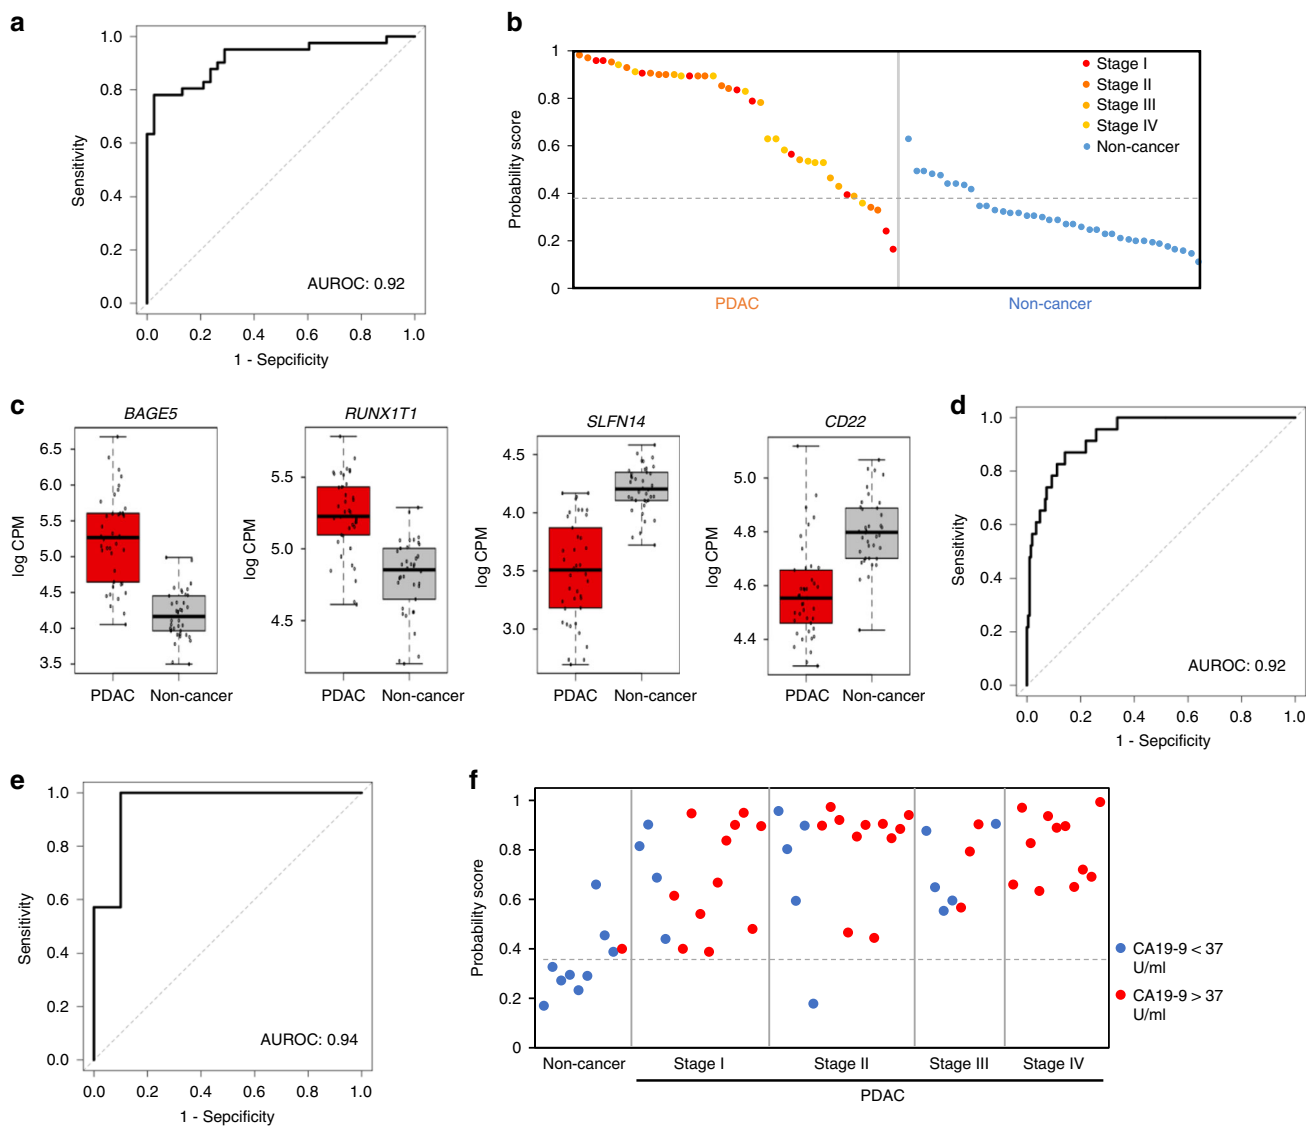 a
1.0
0.8
0.6
0.4
0.2
0.0
Sensitivity
AUROC: 0.92
0.0 0.2 0.4 0.6 0.8 1.0
1 - Sepcificity
b
1
0.8
0.6
0.4
0.2
0
Probability score
Stage I
Stage II
Stage III
Stage IV
Non-cancer
PDAC Non-cancer
c
BAGE5
6.5
6.0
5.5
5.0
4.5
4.0
3.5
log CPM
PDAC Non-cancer
RUNX1T1
5.5
5.0
4.5
log CPM
PDAC Non-cancer
SLFN14
4.5
4.0
3.5
3.0
log CPM
PDAC Non-cancer
CD22
5.0
4.8
4.6
4.4
log CPM
PDAC Non-cancer
d
1.0
0.8
0.6
0.4
0.2
0.0
Sensitivity
AUROC: 0.92
0.0 0.2 0.4 0.6 0.8 1.0
1 - Sepcificity
e
1.0
0.8
0.6
0.4
0.2
0.0
Sensitivity
AUROC: 0.94
0.0 0.2 0.4 0.6 0.8 1.0
1 - Sepcificity
f
1
0.8
0.6
0.4
0.2
0
Probability score
CA19-9 < 37
U/ml
CA19-9 > 37
U/ml
Non-cancer Stage I Stage II Stage III Stage IV
PDAC